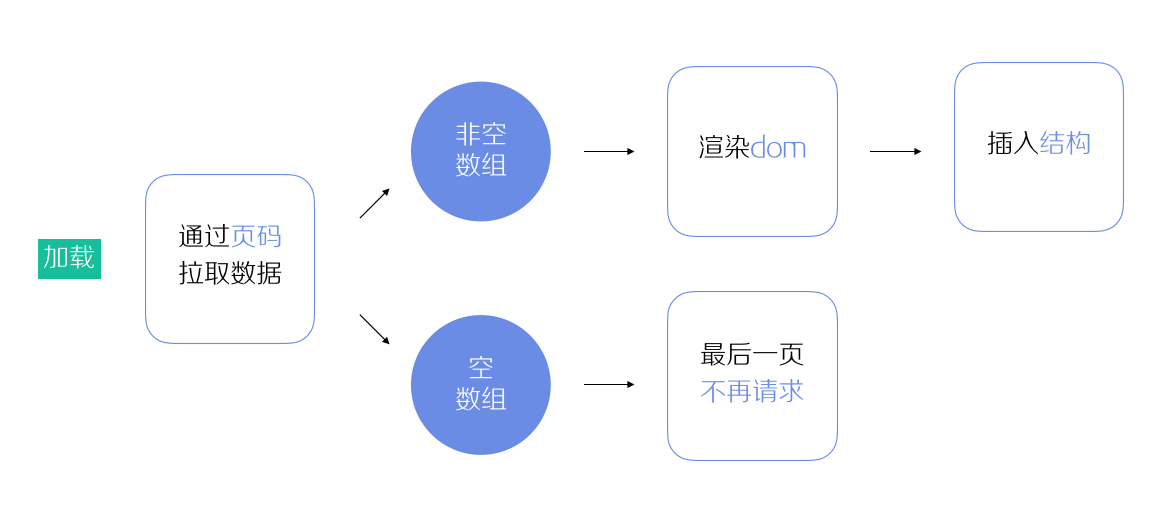 加载
通过页码
拉取数据
非空
数组
渲染dom
插入结构
空
数组
最后一页
不再请求